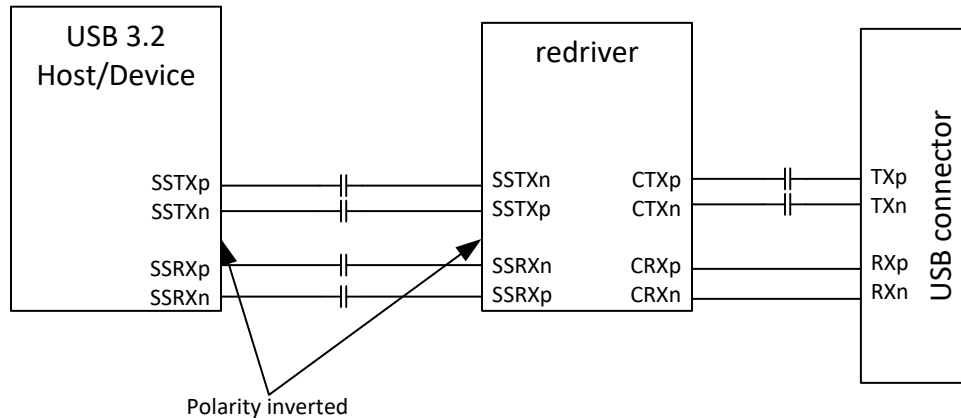 USB 3.2
Host/Device
SSTXp
SSTXn
SSRXp
SSRXn
redriver
SSTXn
SSTXp
SSRXn
SSRXp
CTXp
CTXn
CRXp
CRXn
TXp
TXn
RXp
RXn
USB connector
Polarity inverted